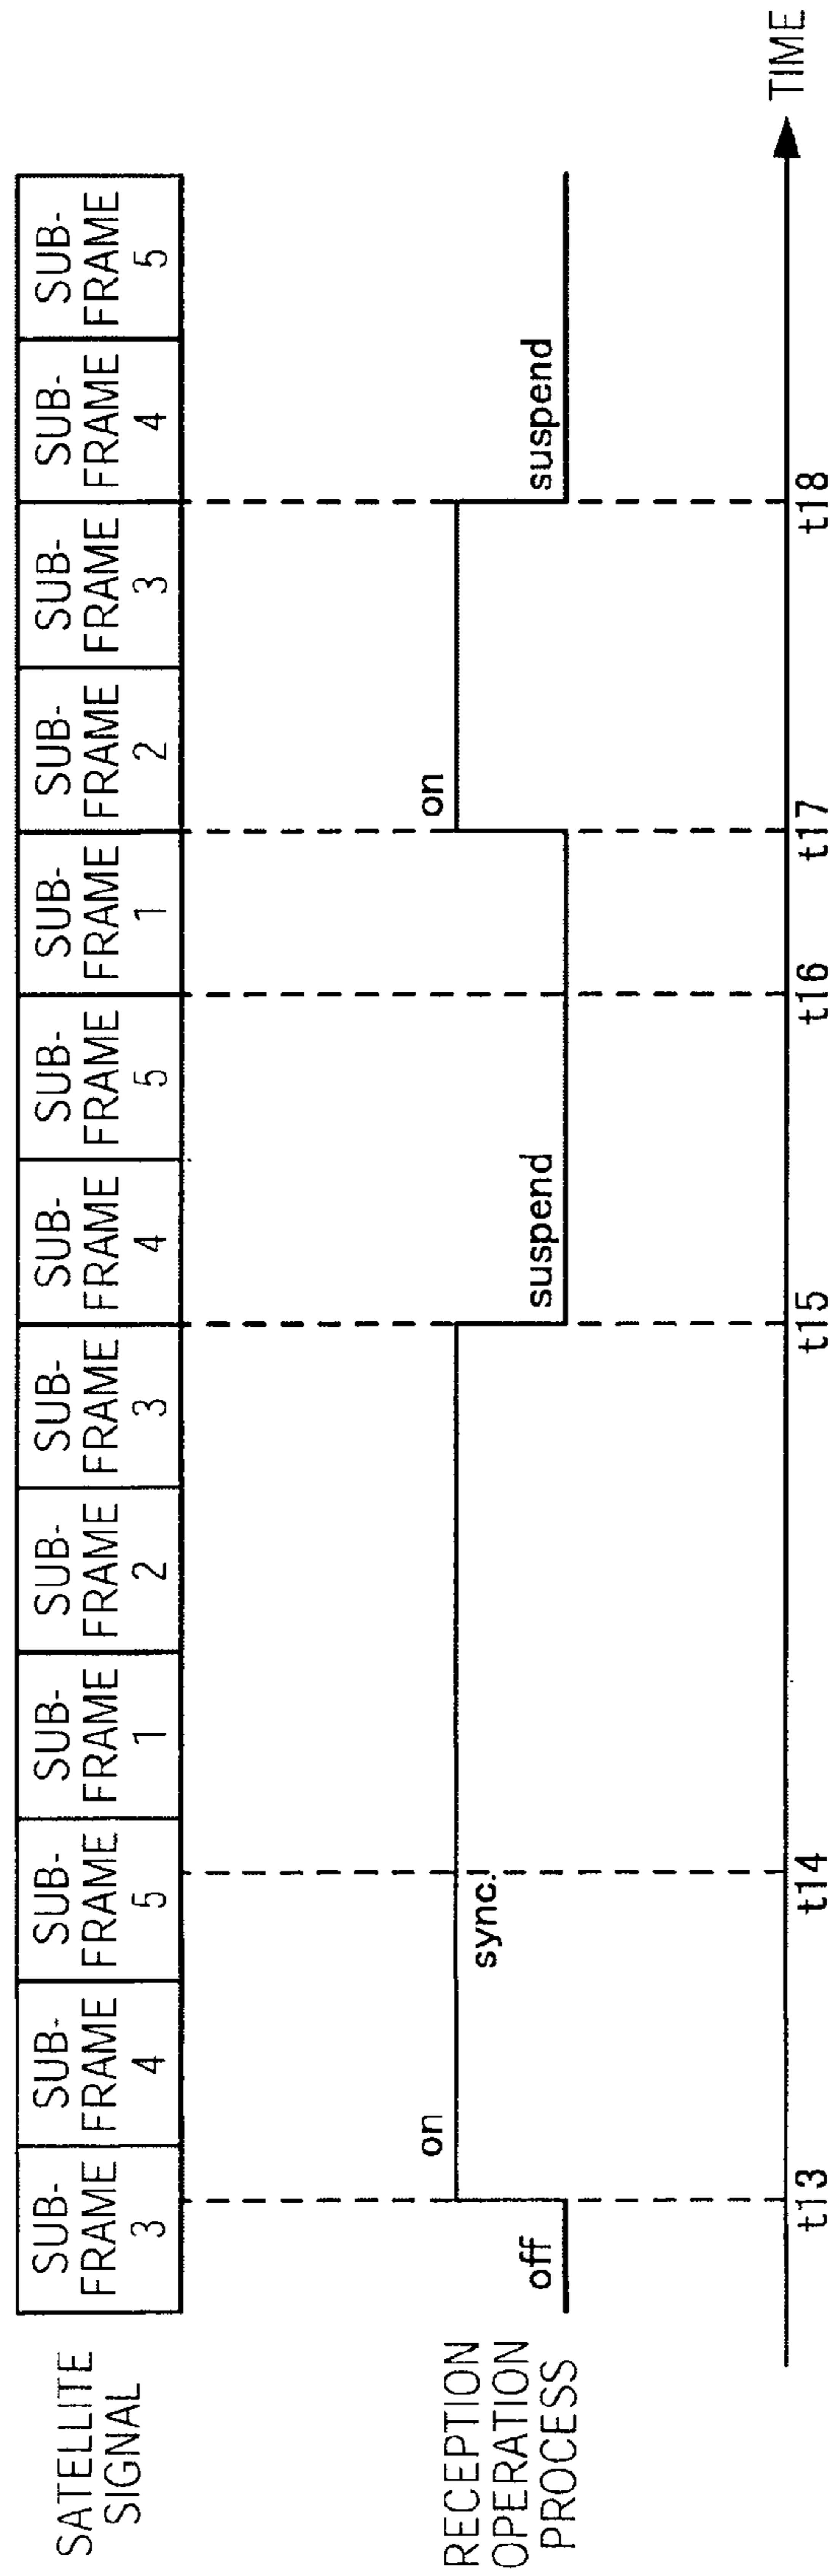 SATELLITE
SIGNAL
SUB-
FRAME
3
SUB-
FRAME
4
SUB-
FRAME
5
SUB-
FRAME
1
SUB-
FRAME
2
SUB-
FRAME
3
SUB-
FRAME
4
SUB-
FRAME
5
SUB-
FRAME
1
SUB-
FRAME
2
SUB-
FRAME
3
SUB-
FRAME
4
SUB-
FRAME
5
RECEPTION
OPERATION
PROCESS
off
on
sync.
suspend
on
suspend
t13
t14
t15
t16
t17
t18
TIME